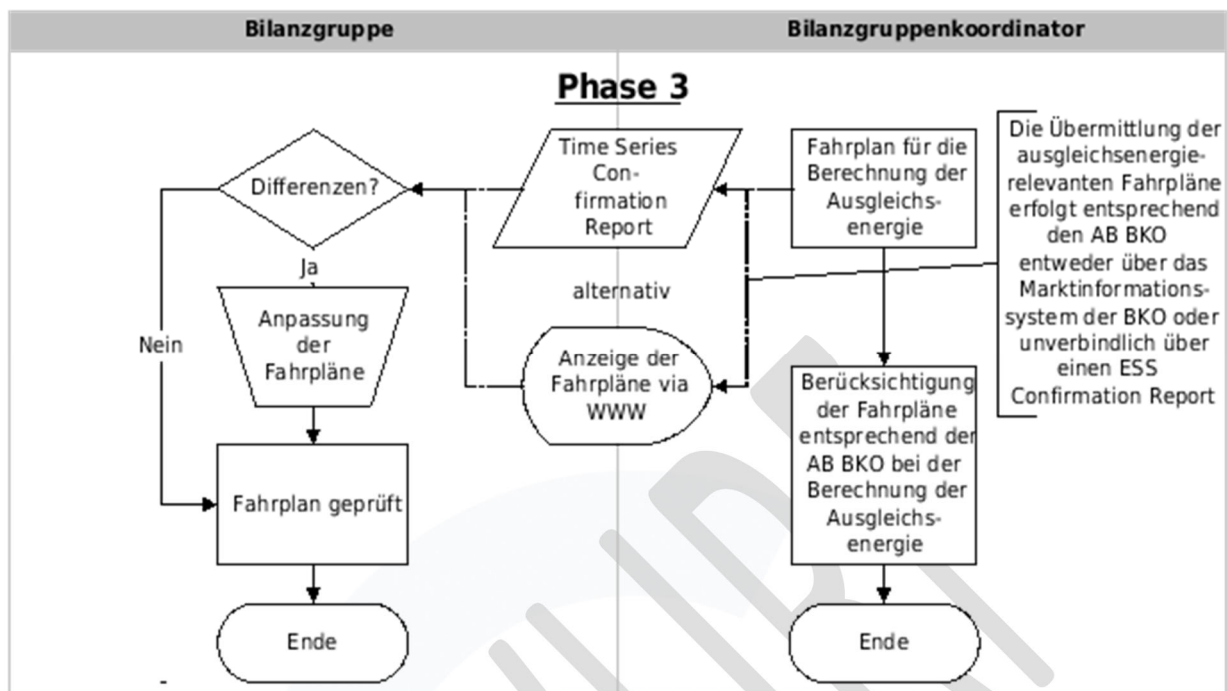 Bilanzgruppe
Bilanzgruppenkoordinator
Phase 3
Differenzen?
Ja
Nein
Anpassung
der
Fahrpläne
Fahrplan geprüft
Ende
Time Series
Con-
firmation
Report
alternativ
Anzeige der
Fahrpläne via
WWW
Fahrplan für die
Berechnung der
Ausgleichs-
energie
Berücksichtigung
der Fahrpläne
entsprechend der
AB BKO bei der
Berechnung der
Ausgleichs-
energie
Ende
Die Übermittlung der
ausgleichsenergie-
relevanten Fahrpläne
erfolgt entsprechend
den AB BKO
entweder über das
Marktinformations-
system der BKO oder
unverbindlich über
einen ESS
Confirmation Report